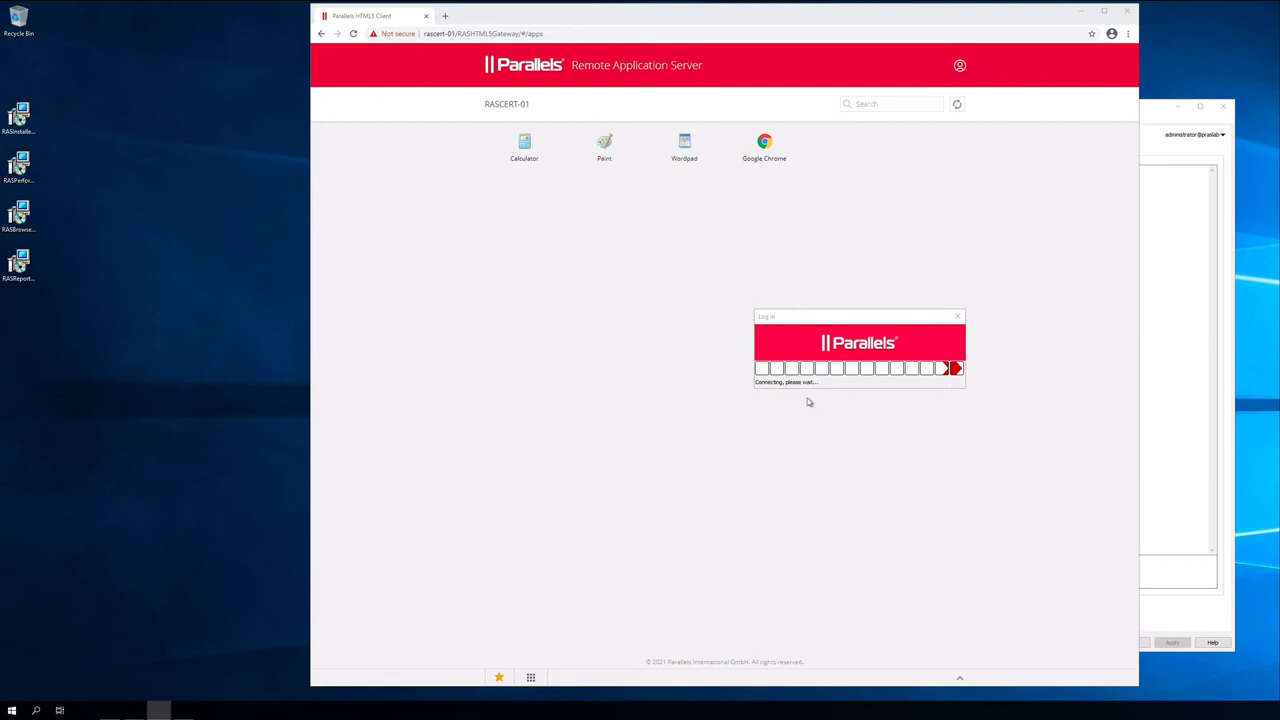 Recycle Bin
RASInstalle...
RASPerfor...
RASBrowse...
RASReport...
Parallels HTML5 Client
Not secure
rascert-01/RASHTML5Gateway/#/apps
Parallels® Remote Application Server
RASCERT-01
Search
Calculator
Paint
Wordpad
Google Chrome
Log in
Parallels®
Connecting, please wait...
© 2021 Parallels International GmbH. All rights reserved.
administrator@praslab
Apply
Help